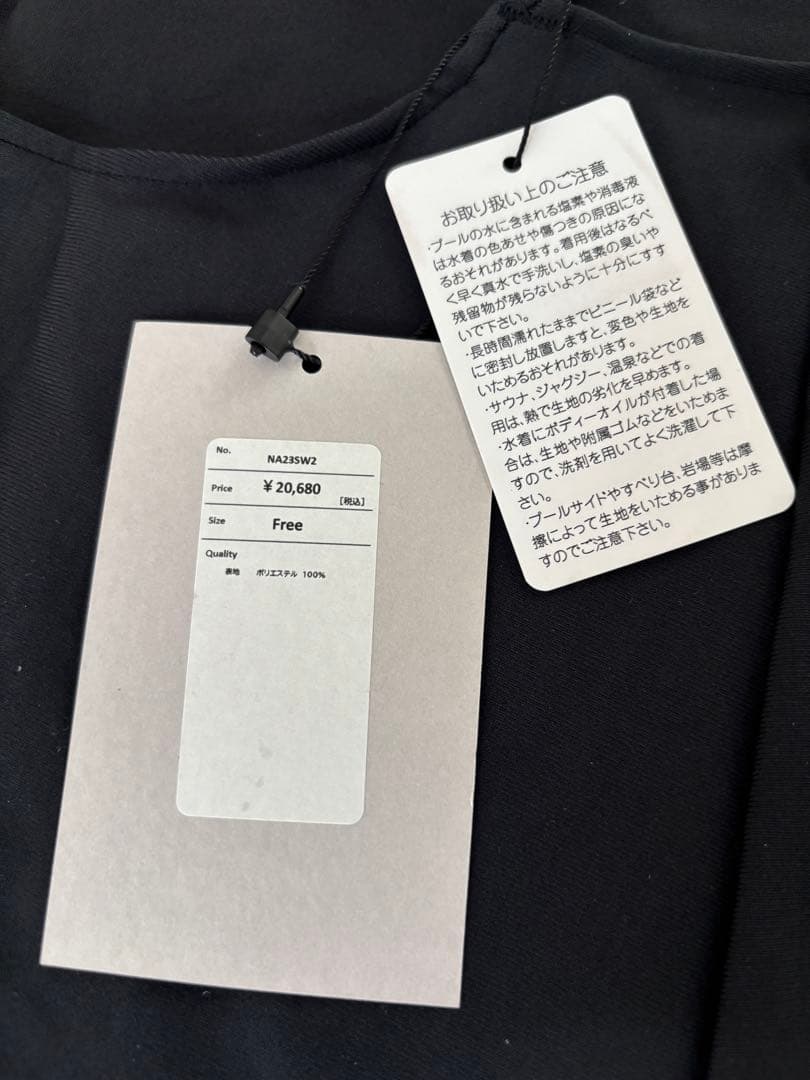 お取り扱い上のご注意
・プールの水に含まれる塩素や消毒液
は水着の色あせや傷つきの原因にな
るおそれがあります。着用後はなるべ
く早く真水で手洗いし、塩素の臭いや
残留物が残らないように十分にすす
いで下さい。
・長時間濡れたままでビニール袋など
に密封し放置しますと、変色や生地を
いためるおそれがあります。
・サウナ、ジャグジー、温泉などでの着
用は、熱で生地の劣化を早めます。
・水着にボディーオイルが付着した場
合は、生地や附属ゴムなどをいためま
すので、洗剤を用いてよく洗濯して下
さい。
・プールサイドやすべり台、岩場等は摩
擦によって生地をいためる事がありま
すのでご注意下さい。
No. NA23SW2
Price ¥20,680 [税込]
Size Free
Quality
表地 ポリエステル 100%